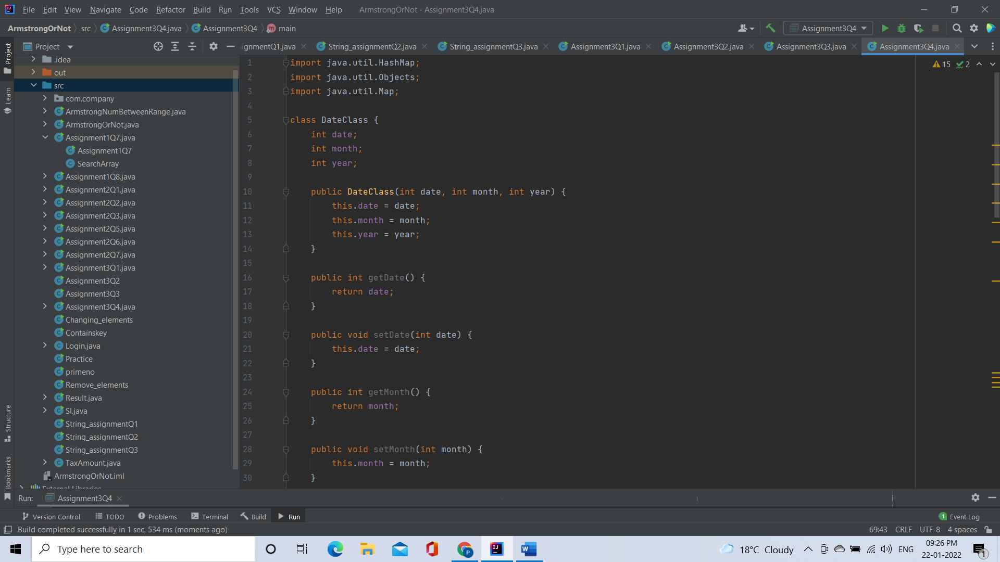 File Edit View Navigate Code Refactor Build Run Tools VCS Window Help ArmstrongOrNot - Assignment3Q4.java
ArmstrongOrNot src Assignment3Q4.java Assignment3Q4 main Assignment3Q4
Project ignmentQ1.java String_assignmentQ2.java String_assignmentQ3.java Assignment3Q1.java Assignment3Q2.java Assignment3Q3.java Assignment3Q4.java
Project
Learn
Structure
Bookmarks
.idea
out
src
com.company
ArmstrongNumBetweenRange.java
ArmstrongOrNot.java
Assignment1Q7.java
Assignment1Q7
SearchArray
Assignment1Q8.java
Assignment2Q1.java
Assignment2Q2.java
Assignment2Q3.java
Assignment2Q5.java
Assignment2Q6.java
Assignment2Q7.java
Assignment3Q1.java
Assignment3Q2
Assignment3Q3
Assignment3Q4.java
Changing_elements
Containskey
Login.java
Practice
primeno
Remove_elements
Result.java
SI.java
String_assignmentQ1
String_assignmentQ2
String_assignmentQ3
TaxAmount.java
ArmstrongOrNot.iml
External Libraries
15 2
1 import java.util.HashMap;
2 import java.util.Objects;
3 import java.util.Map;
4
5 class DateClass {
6 int date;
7 int month;
8 int year;
9
10 public DateClass(int date, int month, int year) {
11 this.date = date;
12 this.month = month;
13 this.year = year;
14 }
15
16 public int getDate() {
17 return date;
18 }
19
20 public void setDate(int date) {
21 this.date = date;
22 }
23
24 public int getMonth() {
25 return month;
26 }
27
28 public void setMonth(int month) {
29 this.month = month;
30 }
Run: Assignment3Q4
Version Control TODO Problems Terminal Build Run 1 Event Log
Build completed successfully in 1 sec, 534 ms (moments ago) 69:43 CRLF UTF-8 4 spaces
Type here to search 18°C Cloudy ENG 09:26 PM
22-01-2022 1